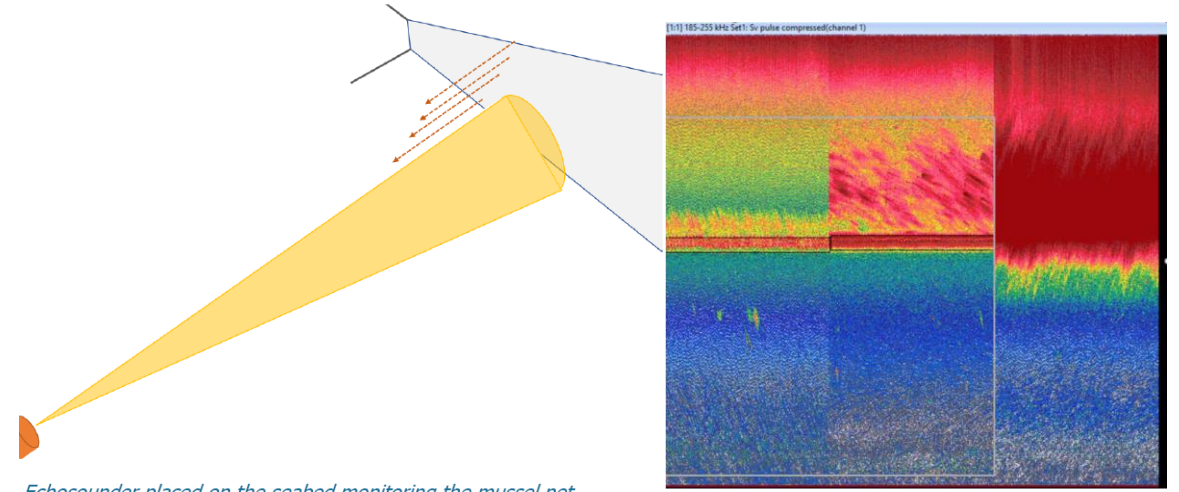 [1:1] 185-255 kHz Set1: Sv pulse compressed(channel 1)
Echosounder placed on the seabed monitoring the mussel net